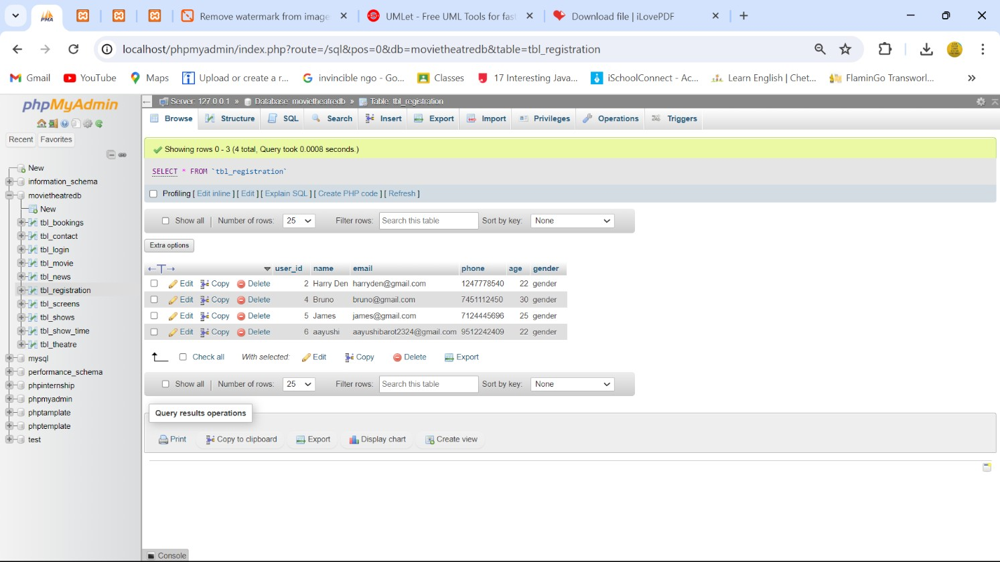 PMA
Remove watermark from image
UMLet - Free UML Tools for fast
Download file | iLovePDF
localhost/phpmyadmin/index.php?route=/sql&pos=0&db=movietheatredb&table=tbl_registration
Gmail YouTube Maps Upload or create a r... invincible ngo - Go... Classes 17 Interesting Java... iSchoolConnect - Ac... Learn English | Chet... FlaminGo Transworl... »
phpMyAdmin
Recent Favorites
New
information_schema
movietheatredb
New
tbl_bookings
tbl_contact
tbl_login
tbl_movie
tbl_news
tbl_registration
tbl_screens
tbl_shows
tbl_show_time
tbl_theatre
mysql
performance_schema
phpinternship
phpmyadmin
phptamplate
phptemplate
test
Server: 127.0.0.1 » Database: movietheatredb » Table: tbl_registration
Browse Structure SQL Search Insert Export Import Privileges Operations Triggers
Showing rows 0 - 3 (4 total, Query took 0.0008 seconds.)
SELECT * FROM `tbl_registration`
Profiling [ Edit inline ] [ Edit ] [ Explain SQL ] [ Create PHP code ] [ Refresh ]
Show all | Number of rows: 25 Filter rows: Search this table Sort by key: None
Extra options
←T→ user_id name email phone age gender
Edit Copy Delete 2 Harry Den harryden@gmail.com 1247778540 22 gender
Edit Copy Delete 4 Bruno bruno@gmail.com 7451112450 30 gender
Edit Copy Delete 5 James james@gmail.com 7124445696 25 gender
Edit Copy Delete 6 aayushi aayushibarot2324@gmail.com 9512242409 22 gender
Check all With selected: Edit Copy Delete Export
Show all | Number of rows: 25 Filter rows: Search this table Sort by key: None
Query results operations
Print Copy to clipboard Export Display chart Create view
Console